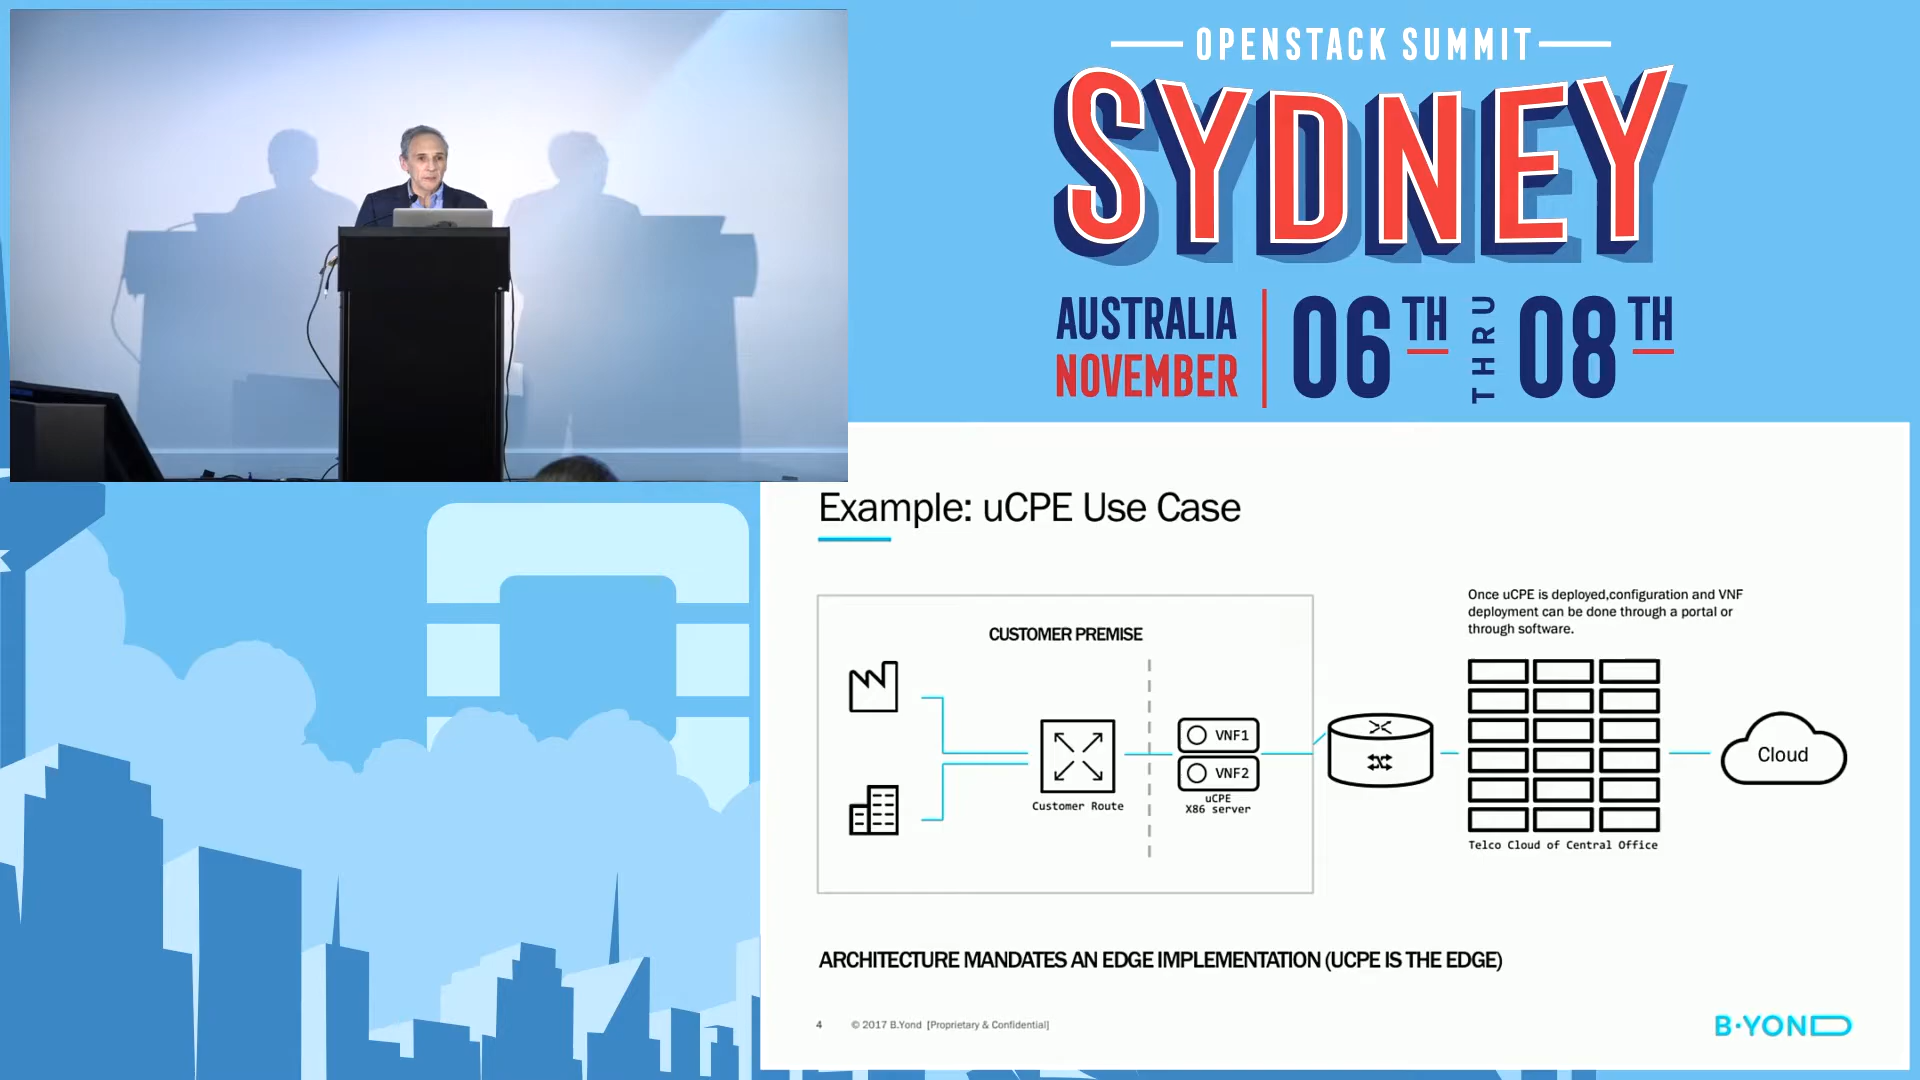 OPENSTACK SUMMIT
SYDNEY
AUSTRALIA
NOVEMBER
06TH THRU 08TH
Example: uCPE Use Case
Once uCPE is deployed,configuration and VNF
deployment can be done through a portal or
through software.
CUSTOMER PREMISE
VNF1
VNF2
Customer Route
uCPE
X86 server
Cloud
Telco Cloud of Central Office
ARCHITECTURE MANDATES AN EDGE IMPLEMENTATION (UCPE IS THE EDGE)
4 © 2017 B.Yond [Proprietary & Confidential]
B·YOND